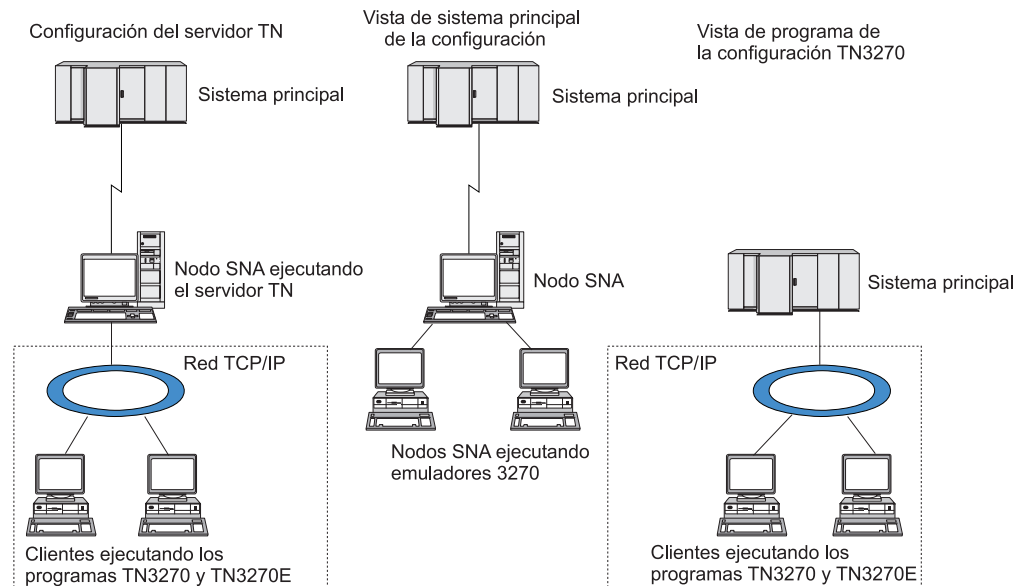 Configuración del servidor TN
Sistema principal
Nodo SNA ejecutando
el servidor TN
Red TCP/IP
Clientes ejecutando los
programas TN3270 y TN3270E
Vista de sistema principal
de la configuración
Sistema principal
Nodo SNA
Nodos SNA ejecutando
emuladores 3270
Vista de programa de
la configuración TN3270
Sistema principal
Red TCP/IP
Clientes ejecutando los
programas TN3270 y TN3270E